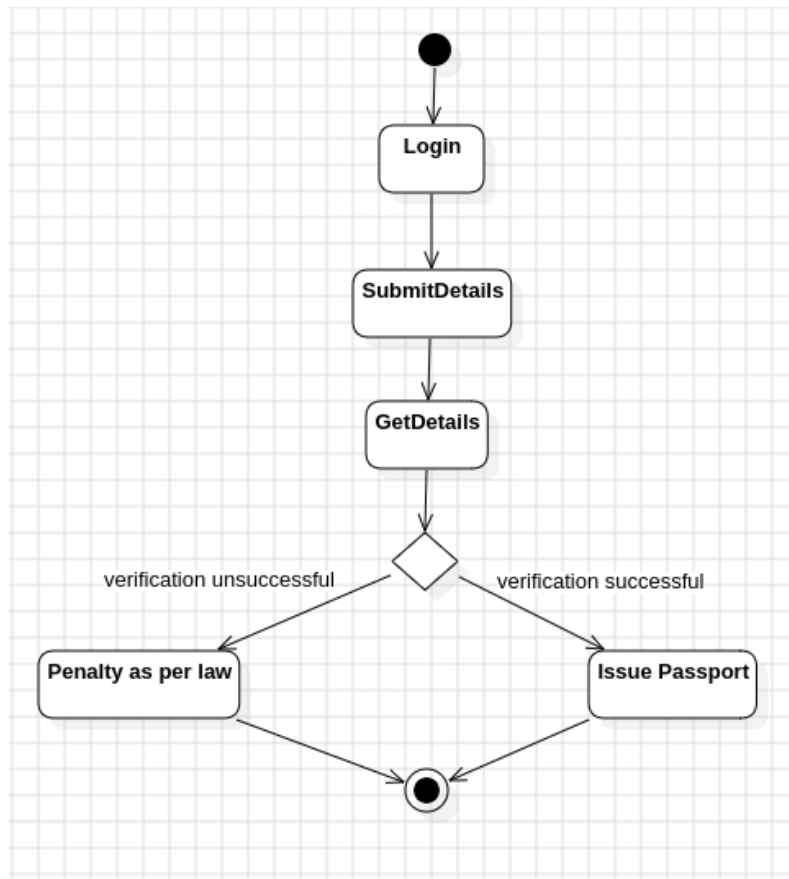 Login
SubmitDetails
GetDetails
verification unsuccessful
verification successful
Penalty as per law
Issue Passport